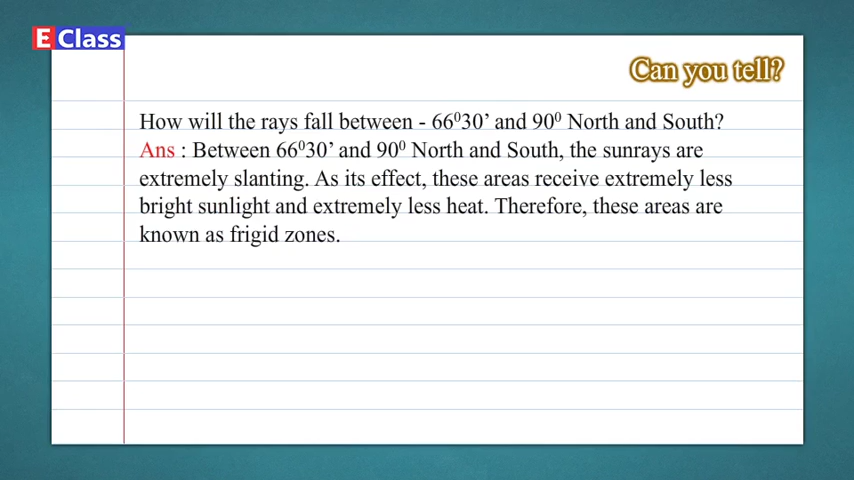 E Class
Can you tell?
How will the rays fall between - 66⁰30’ and 90⁰ North and South?
Ans : Between 66⁰30’ and 90⁰ North and South, the sunrays are
extremely slanting. As its effect, these areas receive extremely less
bright sunlight and extremely less heat. Therefore, these areas are
known as frigid zones.